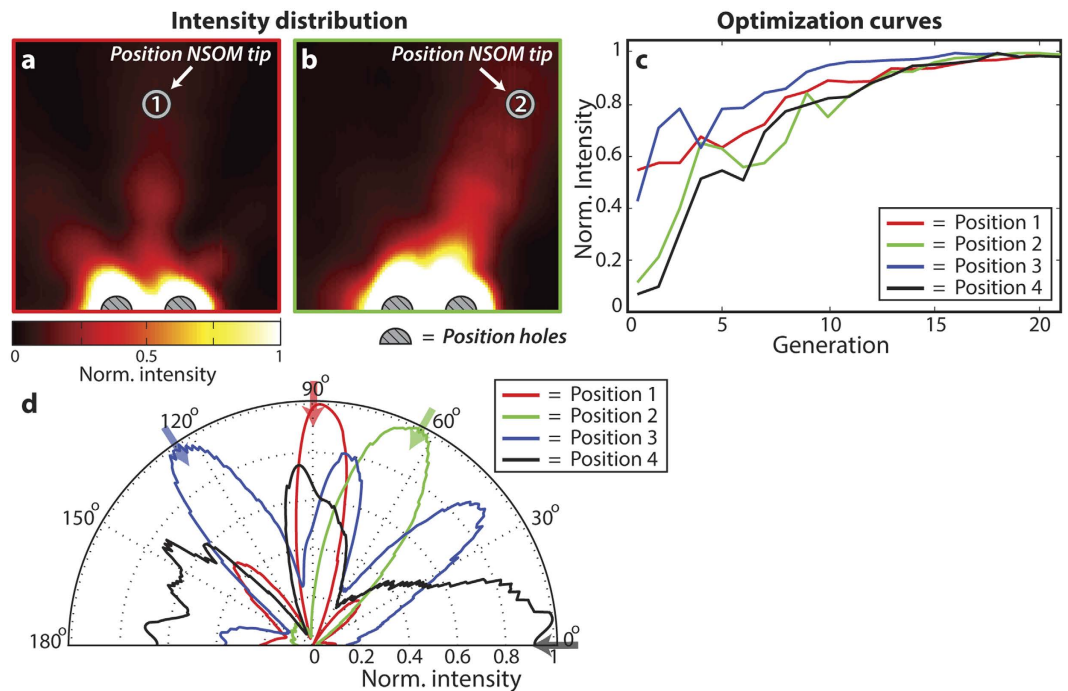 Intensity distribution
Optimization curves
a
Position NSOM tip
1
b
Position NSOM tip
2
= Position holes
0
0.5
1
Norm. intensity
c
1
0.8
0.6
0.4
0.2
0
Norm. Intensity
0
5
10
15
20
Generation
= Position 1
= Position 2
= Position 3
= Position 4
d
= Position 1
= Position 2
= Position 3
= Position 4
180°
150°
120°
90°
60°
30°
0°
0
0.2
0.4
0.6
0.8
1
Norm. intensity